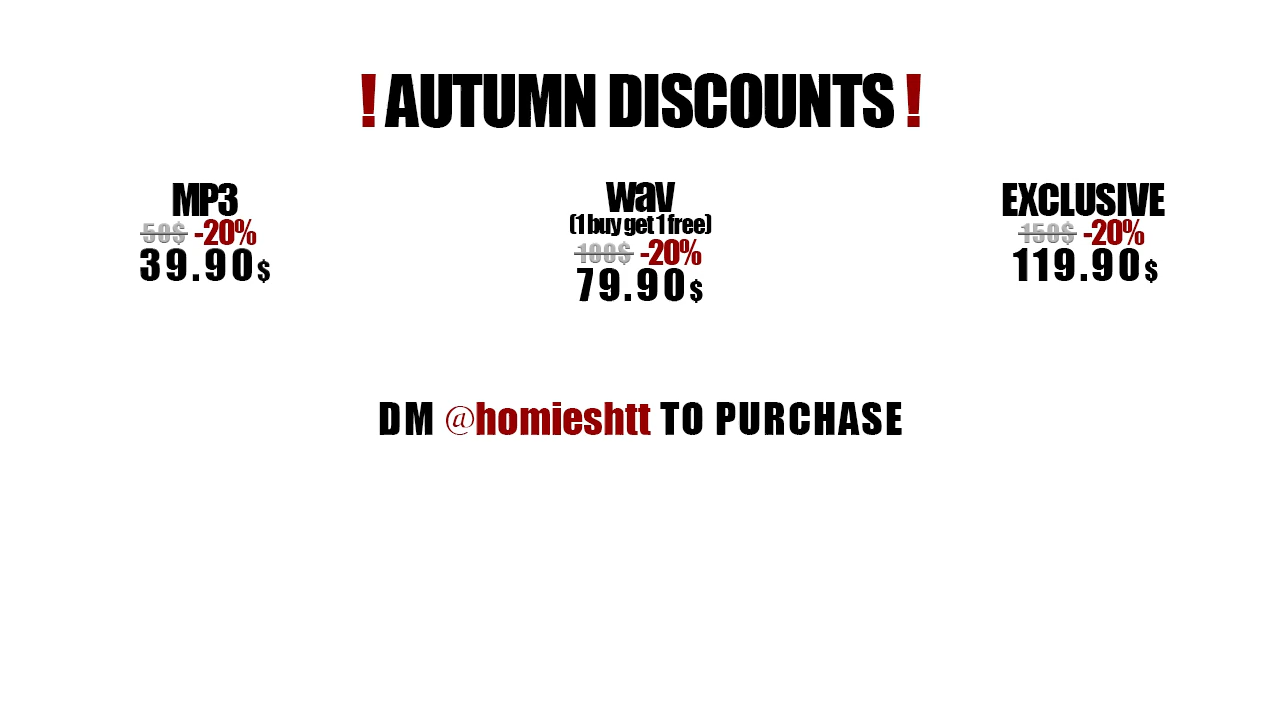 ! AUTUMN DISCOUNTS !
MP3
50$ -20%
39.90$
wav
(1 buy get 1 free)
100$ -20%
79.90$
EXCLUSIVE
150$ -20%
119.90$
DM @homieshtt TO PURCHASE